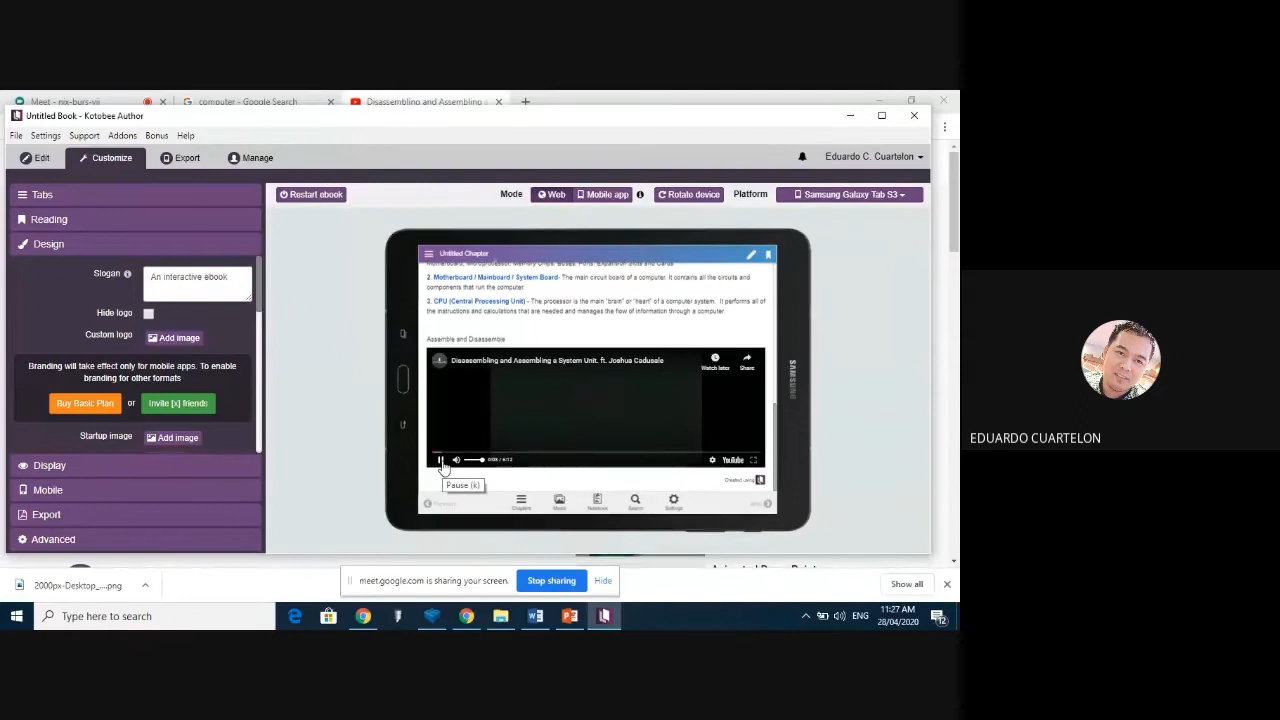 Meet - nix-burs-vii
computer - Google Search
Disassembling and Assembling
Untitled Book - Kotobee Author
File Settings Support Addons Bonus Help
Edit Customize Export Manage
Eduardo C. Cuartelon
Tabs
Restart ebook
Mode Web Mobile app Rotate device Platform Samsung Galaxy Tab S3
Reading
Design
Slogan An interactive ebook
Hide logo
Custom logo Add image
Branding will take effect only for mobile apps. To enable
branding for other formats
Buy Basic Plan or Invite [x] friends
Startup image Add image
Display
Mobile
Export
Advanced
Untitled Chapter
2. Motherboard / Mainboard / System Board- The main circuit board of a computer. It contains all the circuits and
components that run the computer.
3. CPU (Central Processing Unit) - The processor is the main "brain" or "heart" of a computer system. It performs all of
the instructions and calculations that are needed and manages the flow of information through a computer
Assemble and Disassemble
Disassembling and Assembling a System Unit. ft. Joshua Cadusale
Watch later Share
YouTube
Pause (k)
Created using
Chapters Media Notebook Search Settings
SAMSUNG
EDUARDO CUARTELON
2000px-Desktop_....png
meet.google.com is sharing your screen.
Stop sharing
Hide
Show all
Type here to search
ENG
11:27 AM
28/04/2020
12